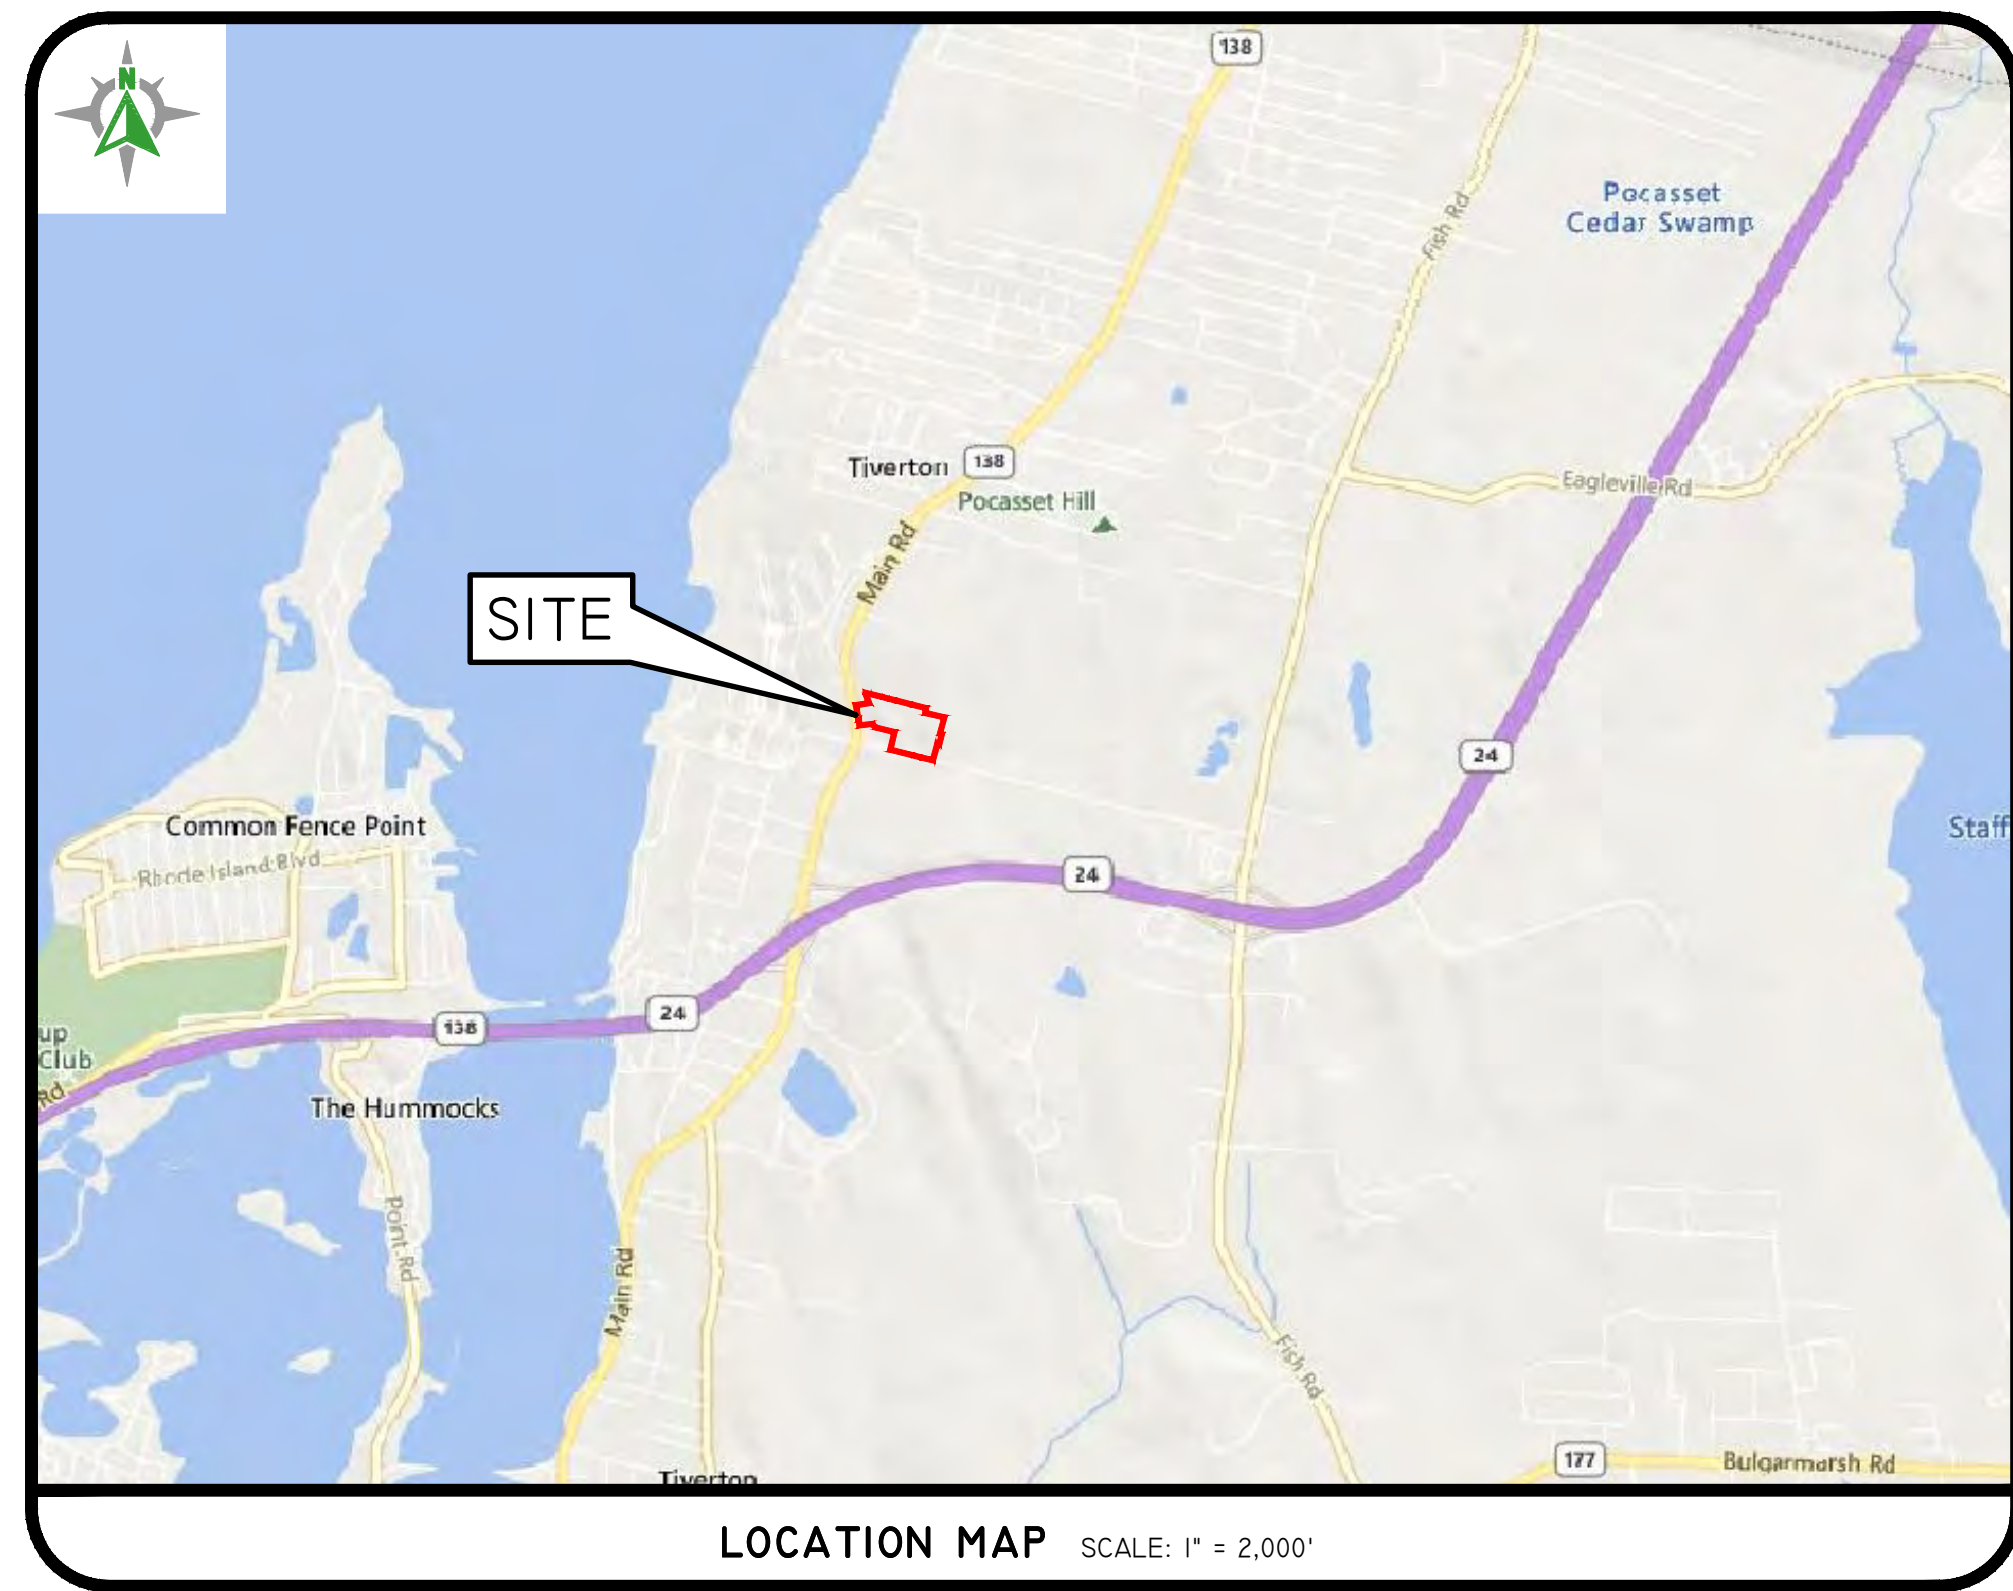 N
138
Fish Rd
Pocasset
Cedar Swamp
Tiverton
138
Pocasset Hill
Eagleville Rd
Main Rd
SITE
24
Common Fence Point
Staff
Rhode Island Blvd
24
24
138
up
Club
Rd
The Hummocks
Point Rd
Main Rd
Fish Rd
177
Bulgarmarsh Rd
Tiverton
LOCATION MAP SCALE: 1" = 2,000'